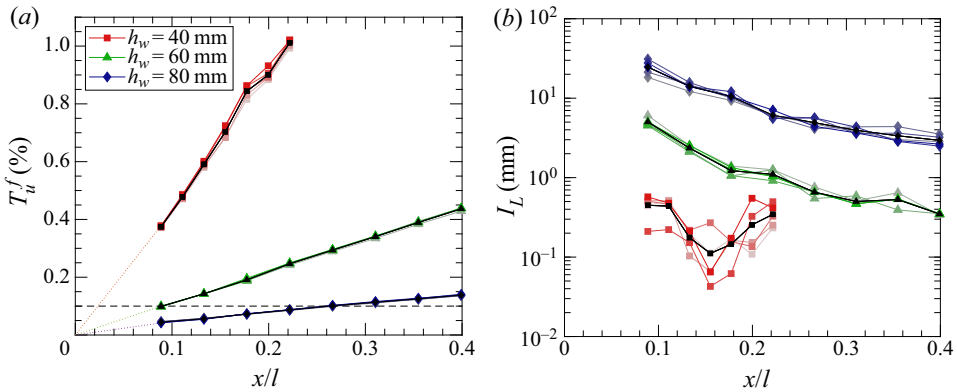 (a)
1.0
0.8
0.6
0.4
0.2
0
0.1
0.2
0.3
0.4
T_u^f (%)
x/l
h_w = 40 mm
h_w = 60 mm
h_w = 80 mm
(b)
10^2
10^1
10^0
10^−1
10^−2
0
0.1
0.2
0.3
0.4
I_L (mm)
x/l